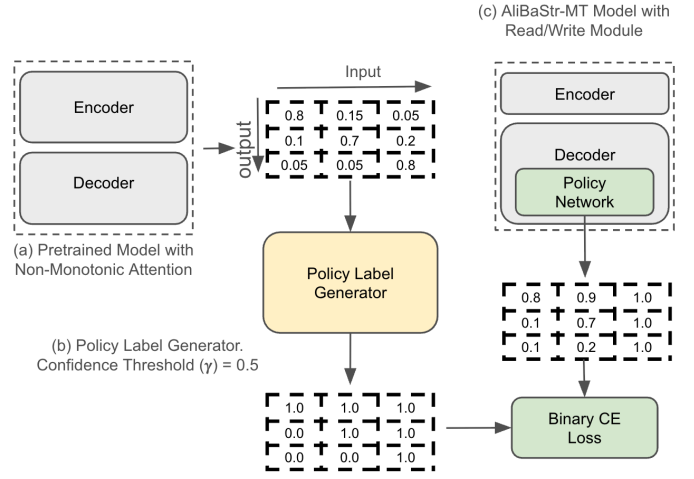 (c) AliBaStr-MT Model with
Read/Write Module
Input
output
Encoder
Decoder
0.8 0.15 0.05
0.1 0.7 0.2
0.05 0.05 0.8
Encoder
Decoder
Policy
Network
(a) Pretrained Model with
Non-Monotonic Attention
Policy Label
Generator
0.8 0.9 1.0
0.1 0.7 1.0
0.1 0.2 1.0
(b) Policy Label Generator.
Confidence Threshold (γ) = 0.5
1.0 1.0 1.0
0.0 1.0 1.0
0.0 0.0 1.0
Binary CE
Loss